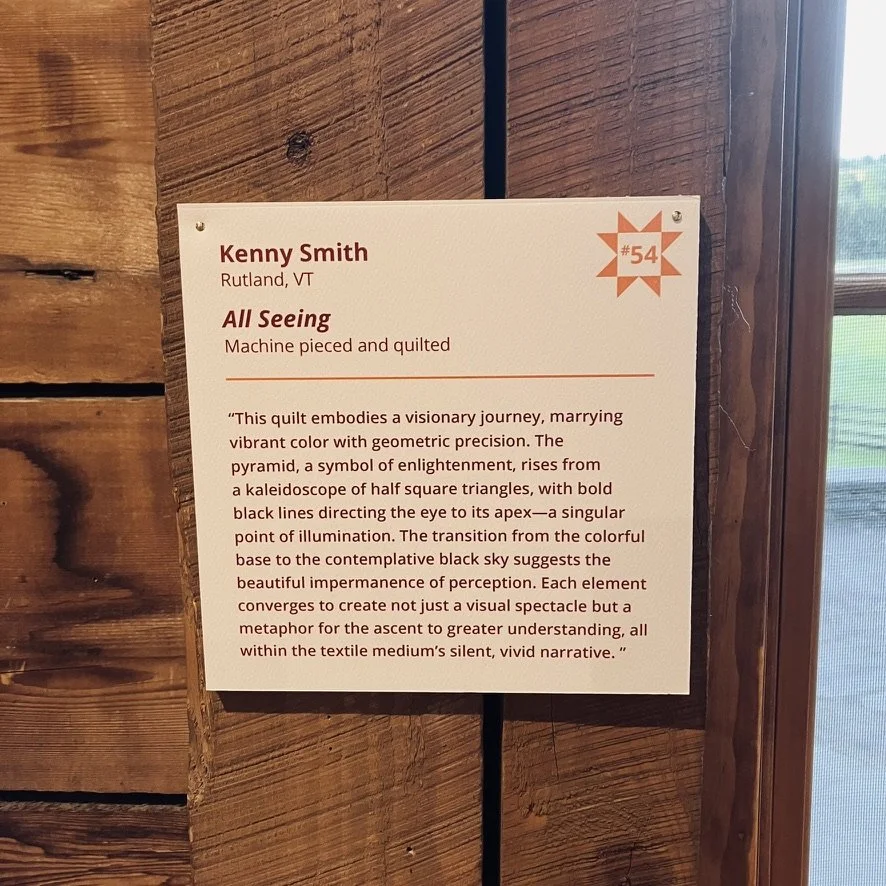 Kenny Smith
Rutland, VT
#54
All Seeing
Machine pieced and quilted
“This quilt embodies a visionary journey, marrying
vibrant color with geometric precision. The
pyramid, a symbol of enlightenment, rises from
a kaleidoscope of half square triangles, with bold
black lines directing the eye to its apex—a singular
point of illumination. The transition from the colorful
base to the contemplative black sky suggests the
beautiful impermanence of perception. Each element
converges to create not just a visual spectacle but a
metaphor for the ascent to greater understanding, all
within the textile medium’s silent, vivid narrative. ”